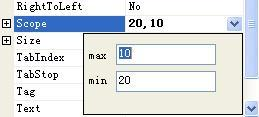 RightToLeft No
Scope 20, 10
Size
TabIndex
TabStop
Tag
Text
max 10
min 20